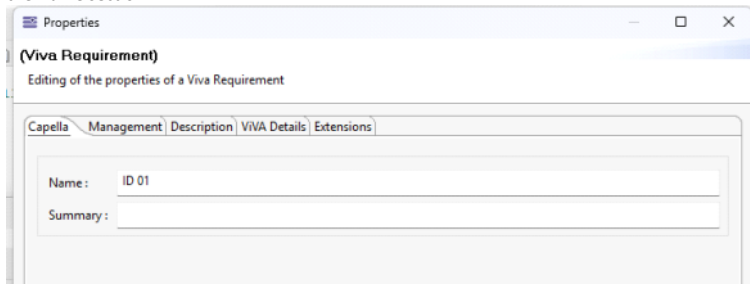 Properties
(Viva Requirement)
Editing of the properties of a Viva Requirement
Capella Management Description ViVA Details Extensions
Name : ID 01
Summary :